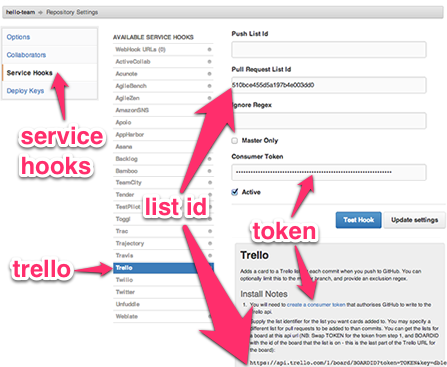 hello-team → Repository Settings
Options
Collaborators
Service Hooks
Deploy Keys
AVAILABLE SERVICE HOOKS
WebHook URLs (0)
ActiveCollab
Acunote
AgileBench
AgileZen
AmazonSNS
Apolo
AppHarbor
Asana
Backlog
Bamboo
TeamCity
Tender
TestPilot
Toggl
Trac
Trajectory
Travis
Trello
Twilio
Twitter
Unfuddle
Weblate
Push List Id
Pull Request List Id
510bce455d5a197b4e003dd0
Ignore Regex
Master Only
Consumer Token
Active
Test Hook
Update settings
Trello
Adds a card to a Trello list each commit when you push to GitHub. You can
optionally limit this to the branch, and provide an exclusion regex.
Install Notes
1. You will need to create a consumer token that authorises GitHub to write to the
Trello api.
supply the list identifier for the list you want cards added to. You may specify a
different list for pull requests to be added to than commits. You can get the lists for
a board at this url (NB: Swap TOKEN for the token from step 1, and BOARDID
with the id of the board that the list is on - this is the last part of the Trello URL for
the board):
https://api.trello.com/1/board/BOARDID?token=TOKEN&key=db1e
service
hooks
list id
token
trello